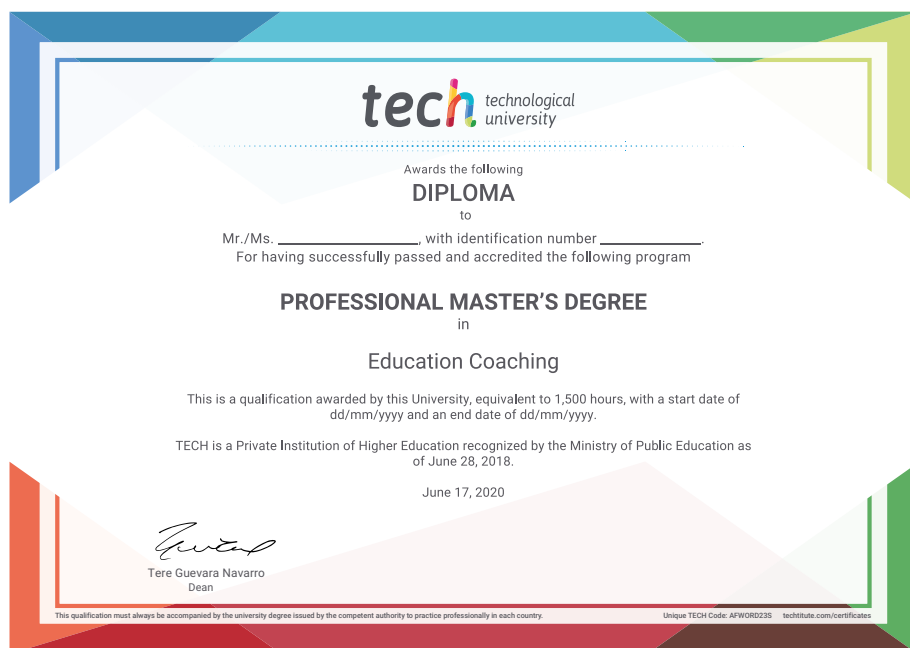 tech technological
university
Awards the following
DIPLOMA
to
Mr./Ms. ____________________, with identification number ______________.
For having successfully passed and accredited the following program
PROFESSIONAL MASTER'S DEGREE
in
Education Coaching
This is a qualification awarded by this University, equivalent to 1,500 hours, with a start date of
dd/mm/yyyy and an end date of dd/mm/yyyy.
TECH is a Private Institution of Higher Education recognized by the Ministry of Public Education as
of June 28, 2018.
June 17, 2020
Tere Guevara Navarro
Dean
This qualification must always be accompanied by the university degree issued by the competent authority to practice professionally in each country. Unique TECH Code: AFWORD23S techtitute.com/certificates